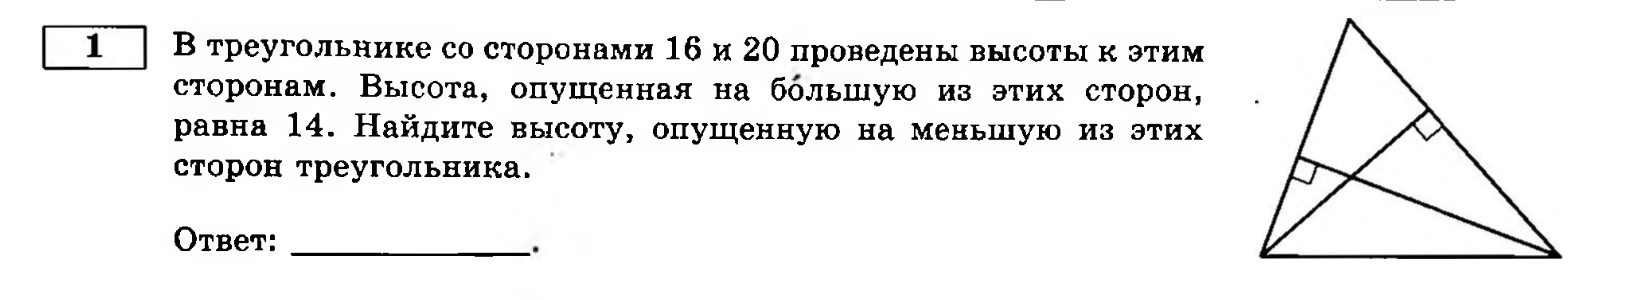 1
В треугольнике со сторонами 16 и 20 проведены высоты к этим
сторонам. Высота, опущенная на бо́льшую из этих сторон,
равна 14. Найдите высоту, опущенную на меньшую из этих
сторон треугольника.
Ответ: ______________.